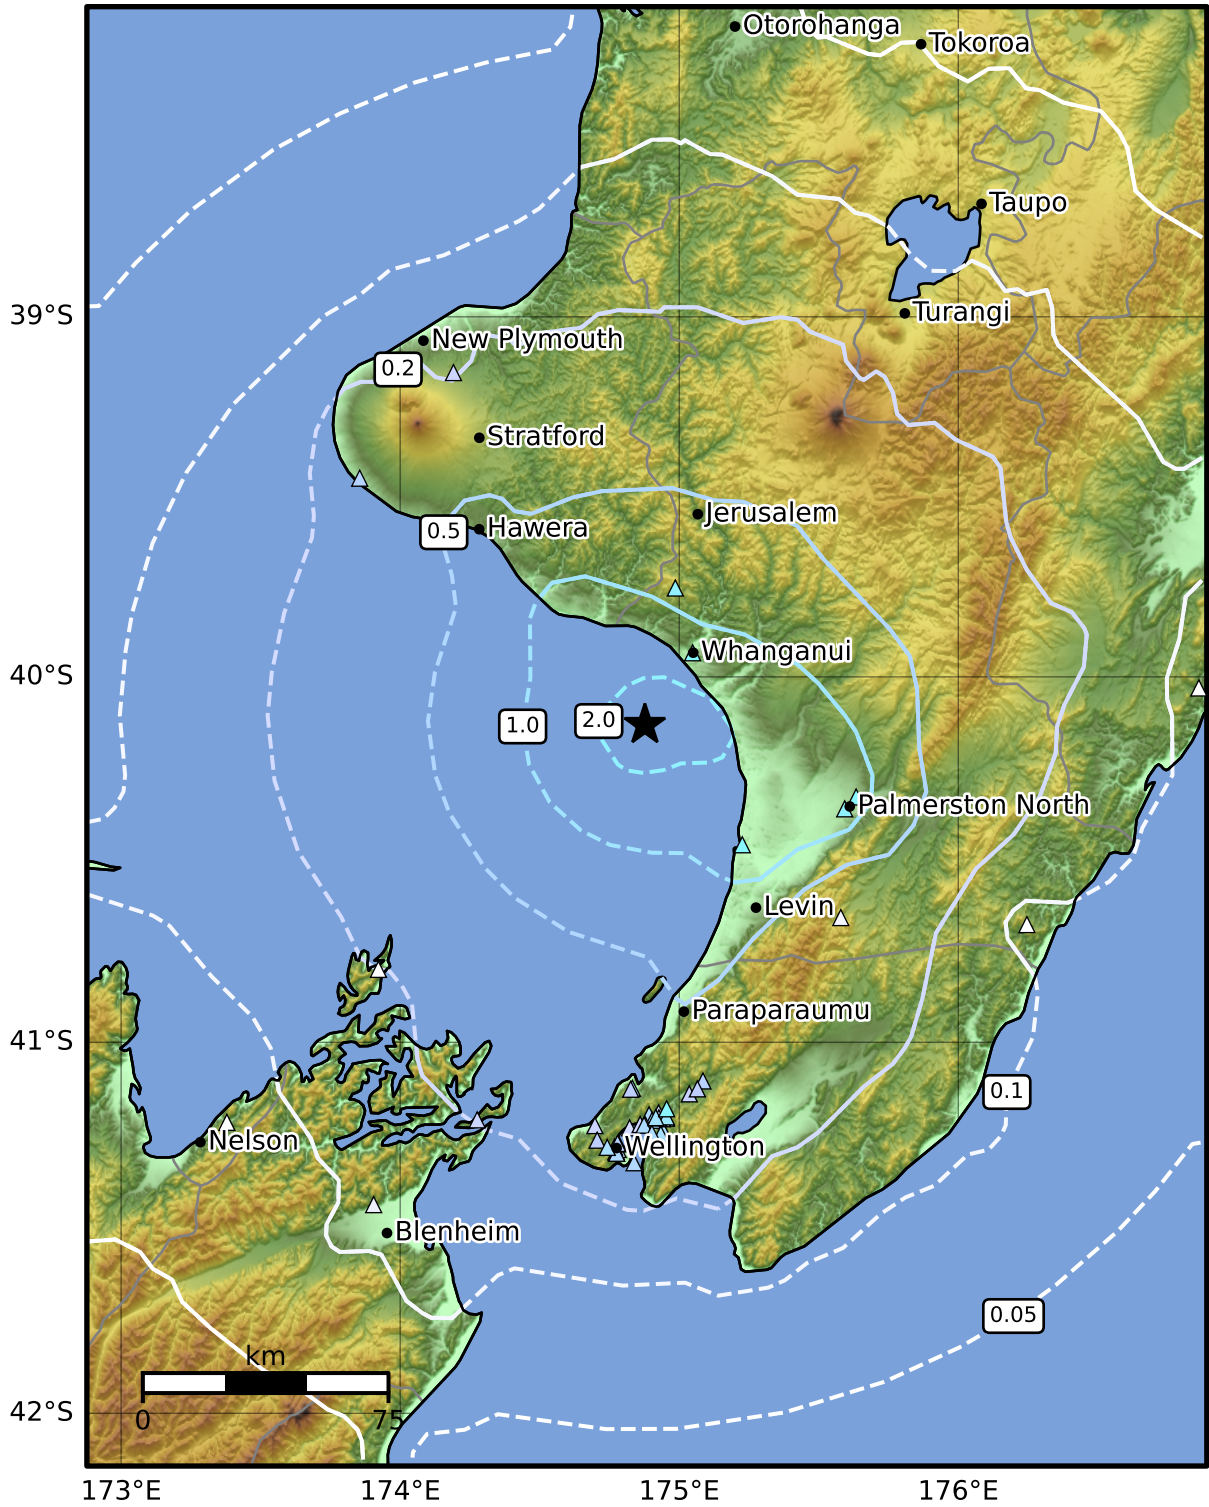 Otorohanga
Tokoroa
Taupo
39°S
Turangi
New Plymouth
0.2
Stratford
Jerusalem
0.5
Hawera
Whanganui
40°S
1.0
2.0
Palmerston North
Levin
Paraparaumu
41°S
0.1
Nelson
Wellington
Blenheim
0.05
km
0
75
42°S
173°E
174°E
175°E
176°E